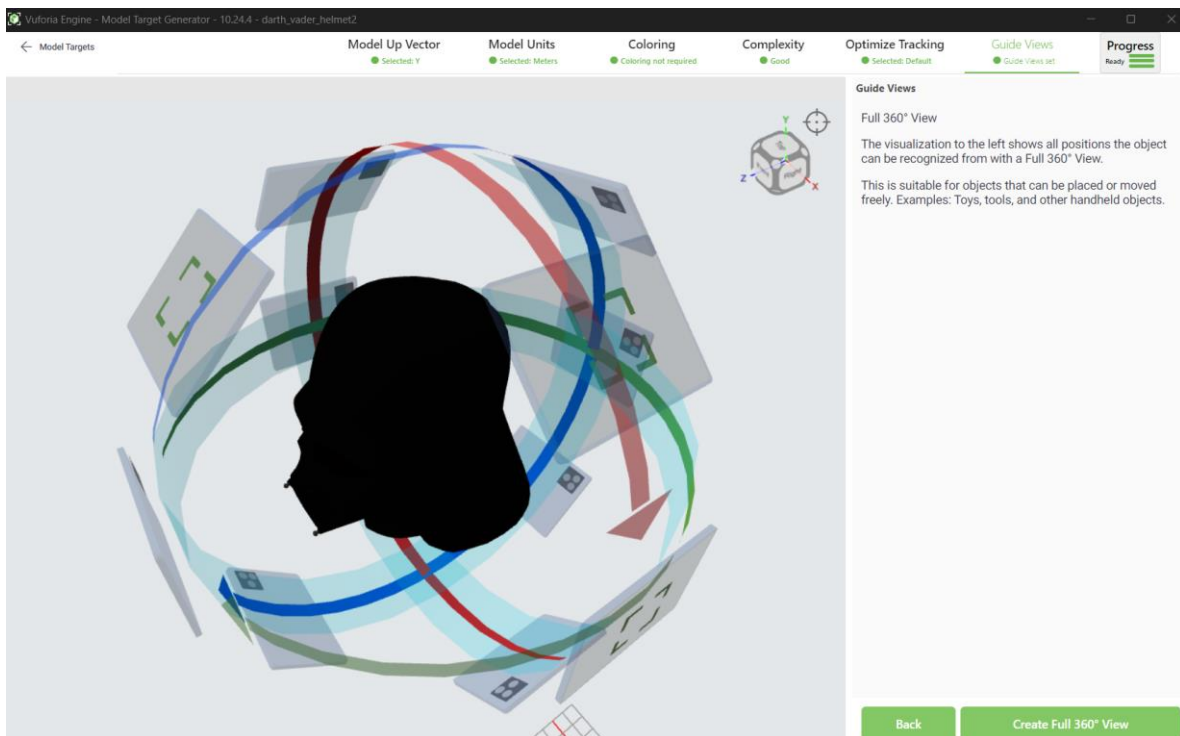 Vuforia Engine - Model Target Generator - 10.24.4 - darth_vader_helmet2
Model Targets
Model Up Vector
Selected: Y
Model Units
Selected: Meters
Coloring
Coloring not required
Complexity
Good
Optimize Tracking
Selected: Default
Guide Views
Guide Views set
Progress
Ready
Guide Views
Full 360° View
The visualization to the left shows all positions the object
can be recognized from with a Full 360° View.
This is suitable for objects that can be placed or moved
freely. Examples: Toys, tools, and other handheld objects.
Y
Z
X
Right
Back
Create Full 360° View